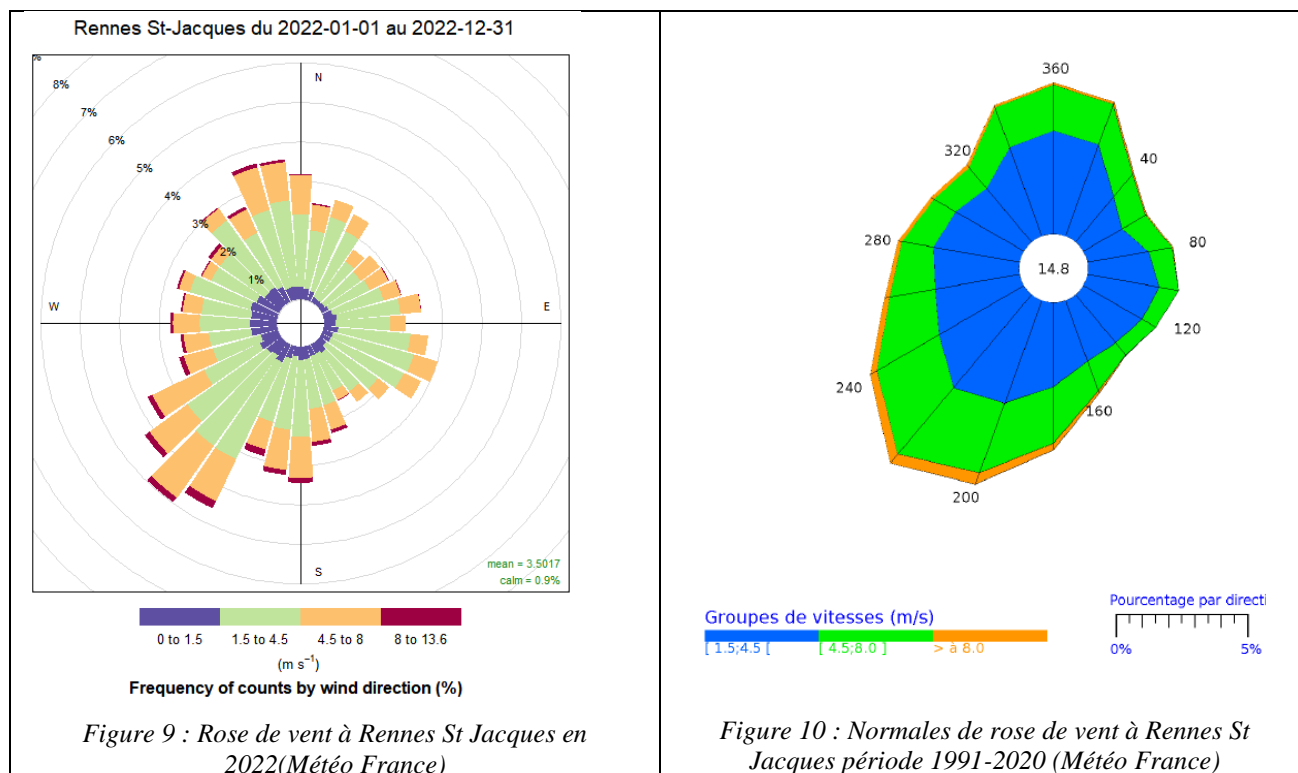 Rennes St-Jacques du 2022-01-01 au 2022-12-31
8%
7%
6%
5%
4%
3%
2%
1%
N
W
E
S
mean = 3.5017
calm = 0.9%
0 to 1.5
1.5 to 4.5
4.5 to 8
8 to 13.6
(m s⁻¹)
Frequency of counts by wind direction (%)
Figure 9 : Rose de vent à Rennes St Jacques en
2022(Météo France)
360
320
40
280
80
14.8
120
240
160
200
Groupes de vitesses (m/s)
[ 1.5;4.5 [
[ 4.5;8.0 ]
> à 8.0
Pourcentage par directi
0%
5%
Figure 10 : Normales de rose de vent à Rennes St
Jacques période 1991-2020 (Météo France)